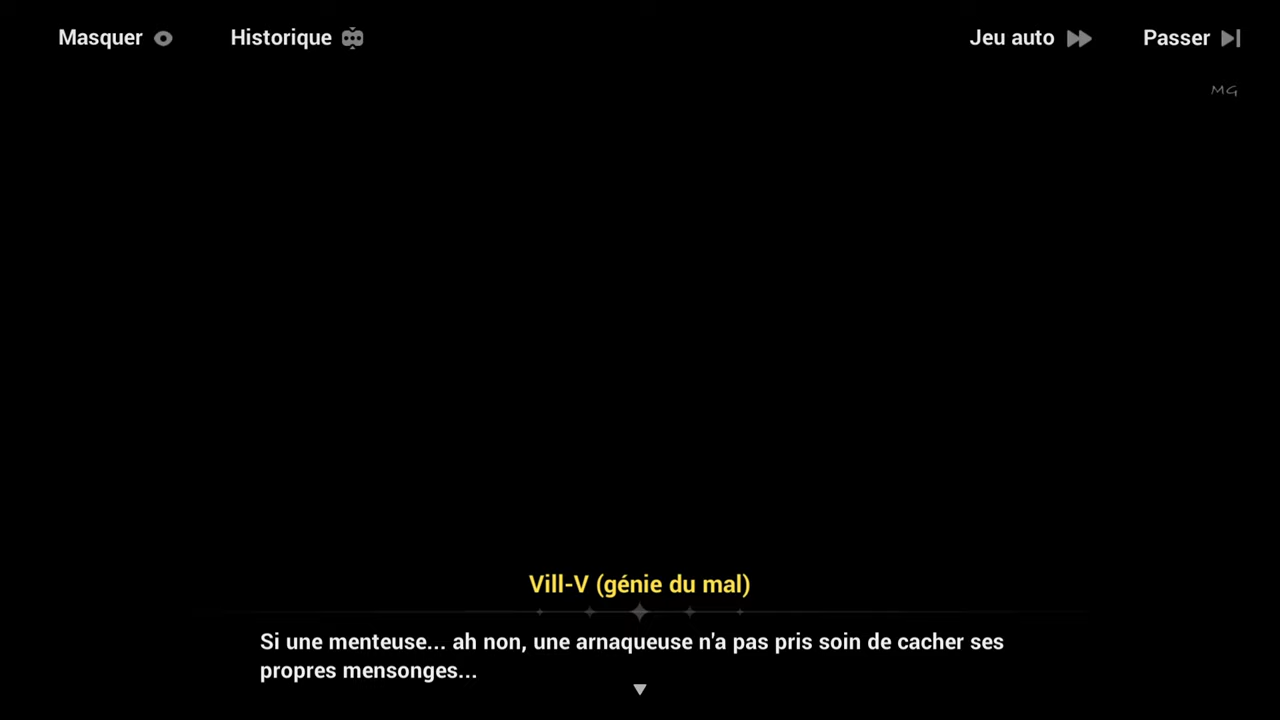 Masquer
Historique
Jeu auto
Passer
MG
Vill-V (génie du mal)
Si une menteuse... ah non, une arnaqueuse n'a pas pris soin de cacher ses
propres mensonges...